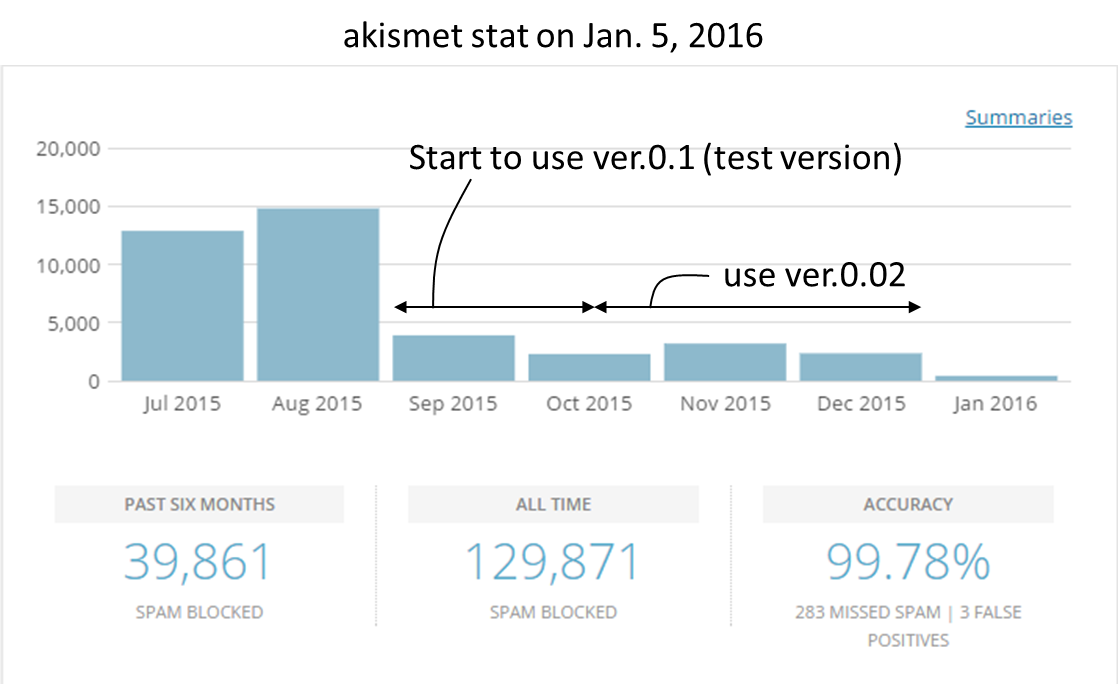 akismet stat on Jan. 5, 2016
Summaries
20,000
Start to use ver.0.1 (test version)
15,000
10,000
use ver.0.02
5,000
0
Jul 2015 Aug 2015 Sep 2015 Oct 2015 Nov 2015 Dec 2015 Jan 2016
PAST SIX MONTHS
39,861
SPAM BLOCKED
ALL TIME
129,871
SPAM BLOCKED
ACCURACY
99.78%
283 MISSED SPAM | 3 FALSE
POSITIVES